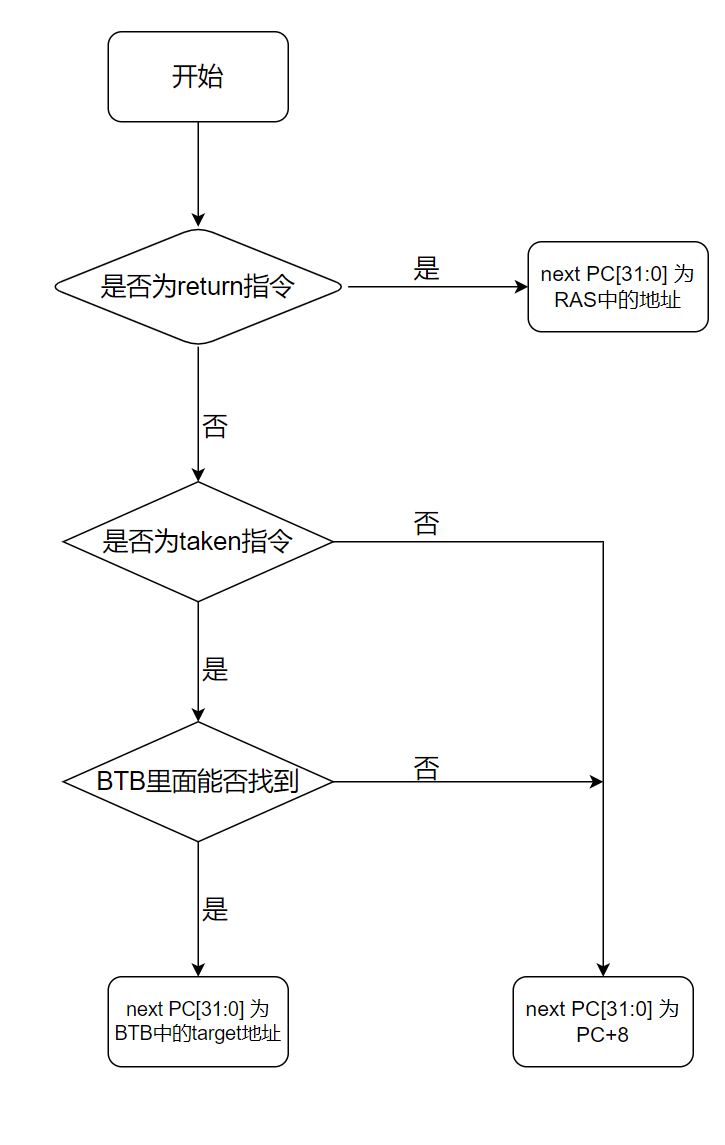 开始
是否为return指令
是
next PC[31:0] 为
RAS中的地址
否
是否为taken指令
否
是
BTB里面能否找到
否
是
next PC[31:0] 为
BTB中的target地址
next PC[31:0] 为
PC+8